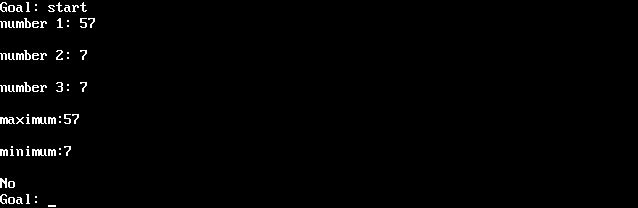 Goal: start
number 1: 57
number 2: 7
number 3: 7
maximum:57
minimum:7
No
Goal: _